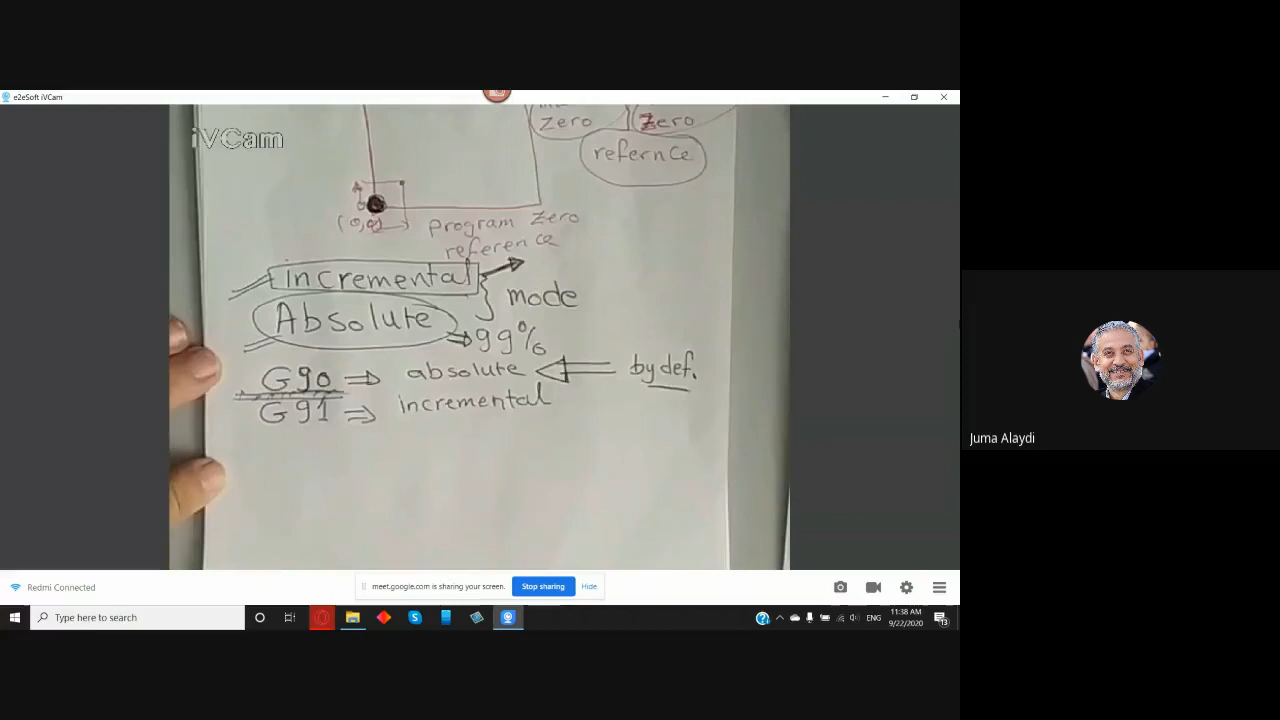 e2eSoft iVCam
iVCam
zero
zero
refernce
(0,0)
program zero
reference
incremental
Absolute
mode
99%
G90 ⇒ absolute ⇐ by def.
G91 ⇒ incremental
Juma Alaydi
Redmi Connected
meet.google.com is sharing your screen.
Stop sharing
Hide
Type here to search
ENG
11:38 AM
9/22/2020
13